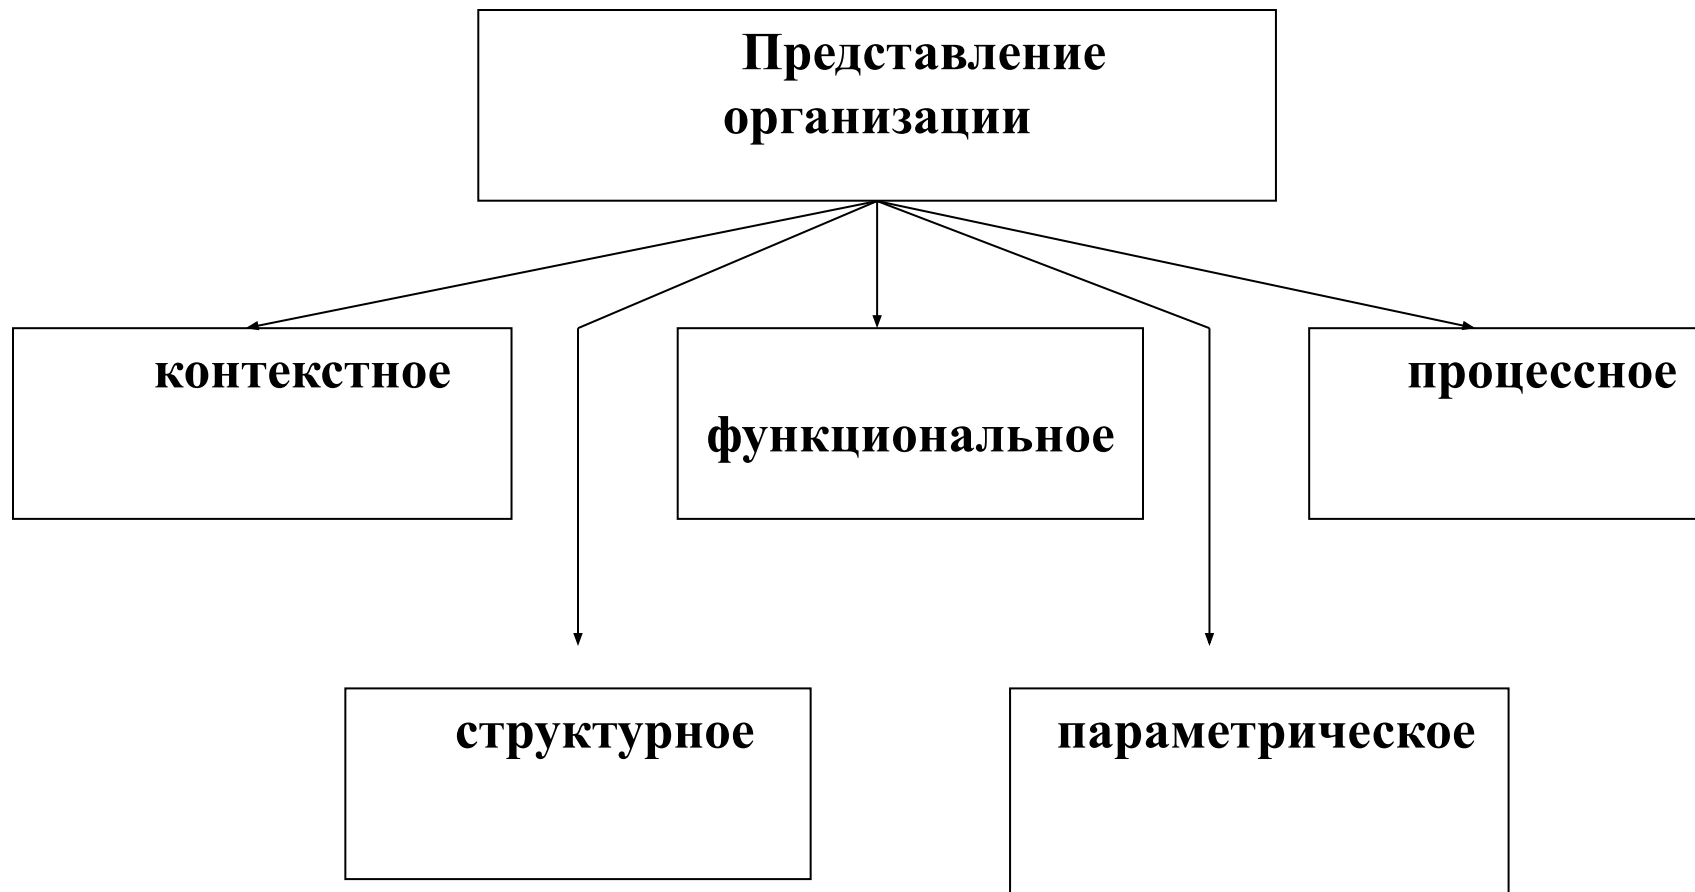 Представление
организации
контекстное
функциональное
процессное
структурное
параметрическое